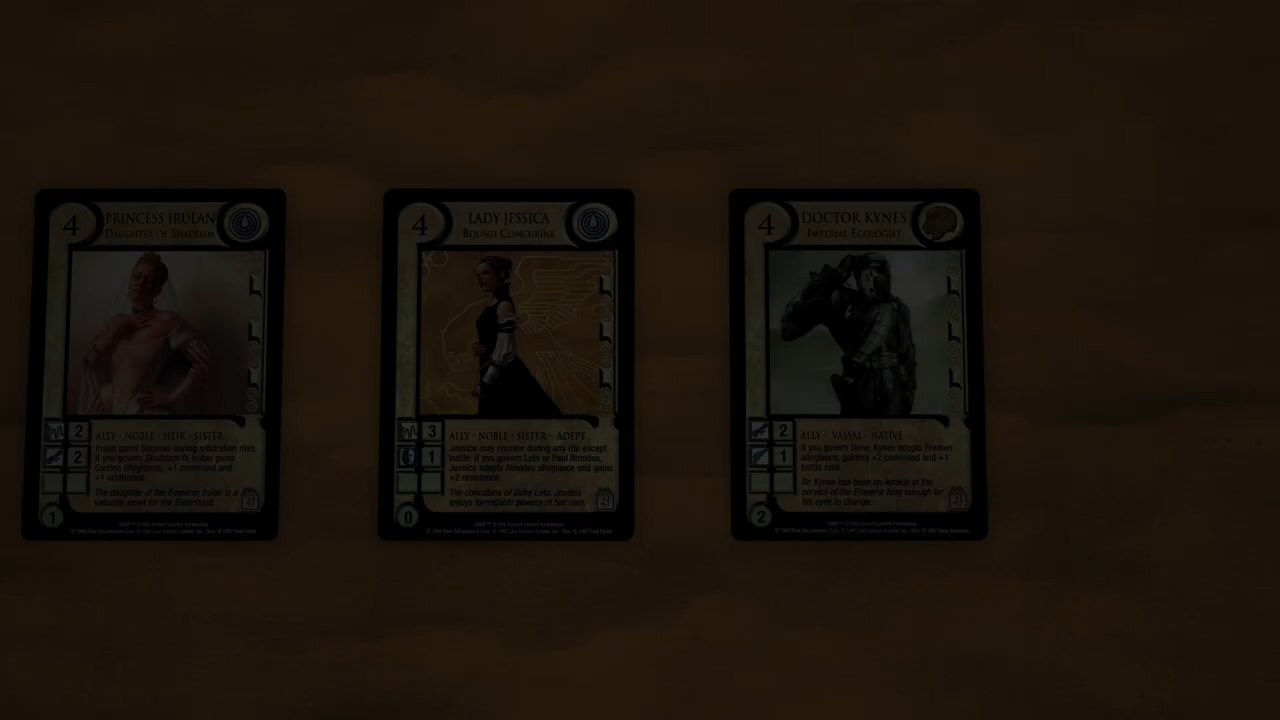 4
PRINCESS IRULAN
DAUGHTER OF SHADDAM
2
2
ALLY · NOBLE · HEIR · SISTER
Irulan gains Purpose during arbitration rites.
If you govern Shaddam IV, Irulan gains
Corrino allegiance, +1 command and
+1 arbitration.
The daughter of the Emperor, Irulan is a
valuable asset for the Sisterhood.
1
4
LADY JESSICA
BOUND CONCUBINE
3
1
ALLY · NOBLE · SISTER · ADEPT
Jessica may counter during any rite except
battle. If you govern Leto or Paul Atreides,
Jessica adopts Atreides allegiance and gains
+2 resistance.
The concubine of Duke Leto, Jessica
enjoys formidable powers of her own.
0
4
DOCTOR KYNES
IMPERIAL ECOLOGIST
2
1
ALLY · VASSAL · NATIVE
If you govern Dune, Kynes adopts Fremen
allegiance, gaining +2 command and +1
battle rank.
Dr. Kynes has been on Arrakis in the
service of the Emperor long enough for
his eyes to change.
2